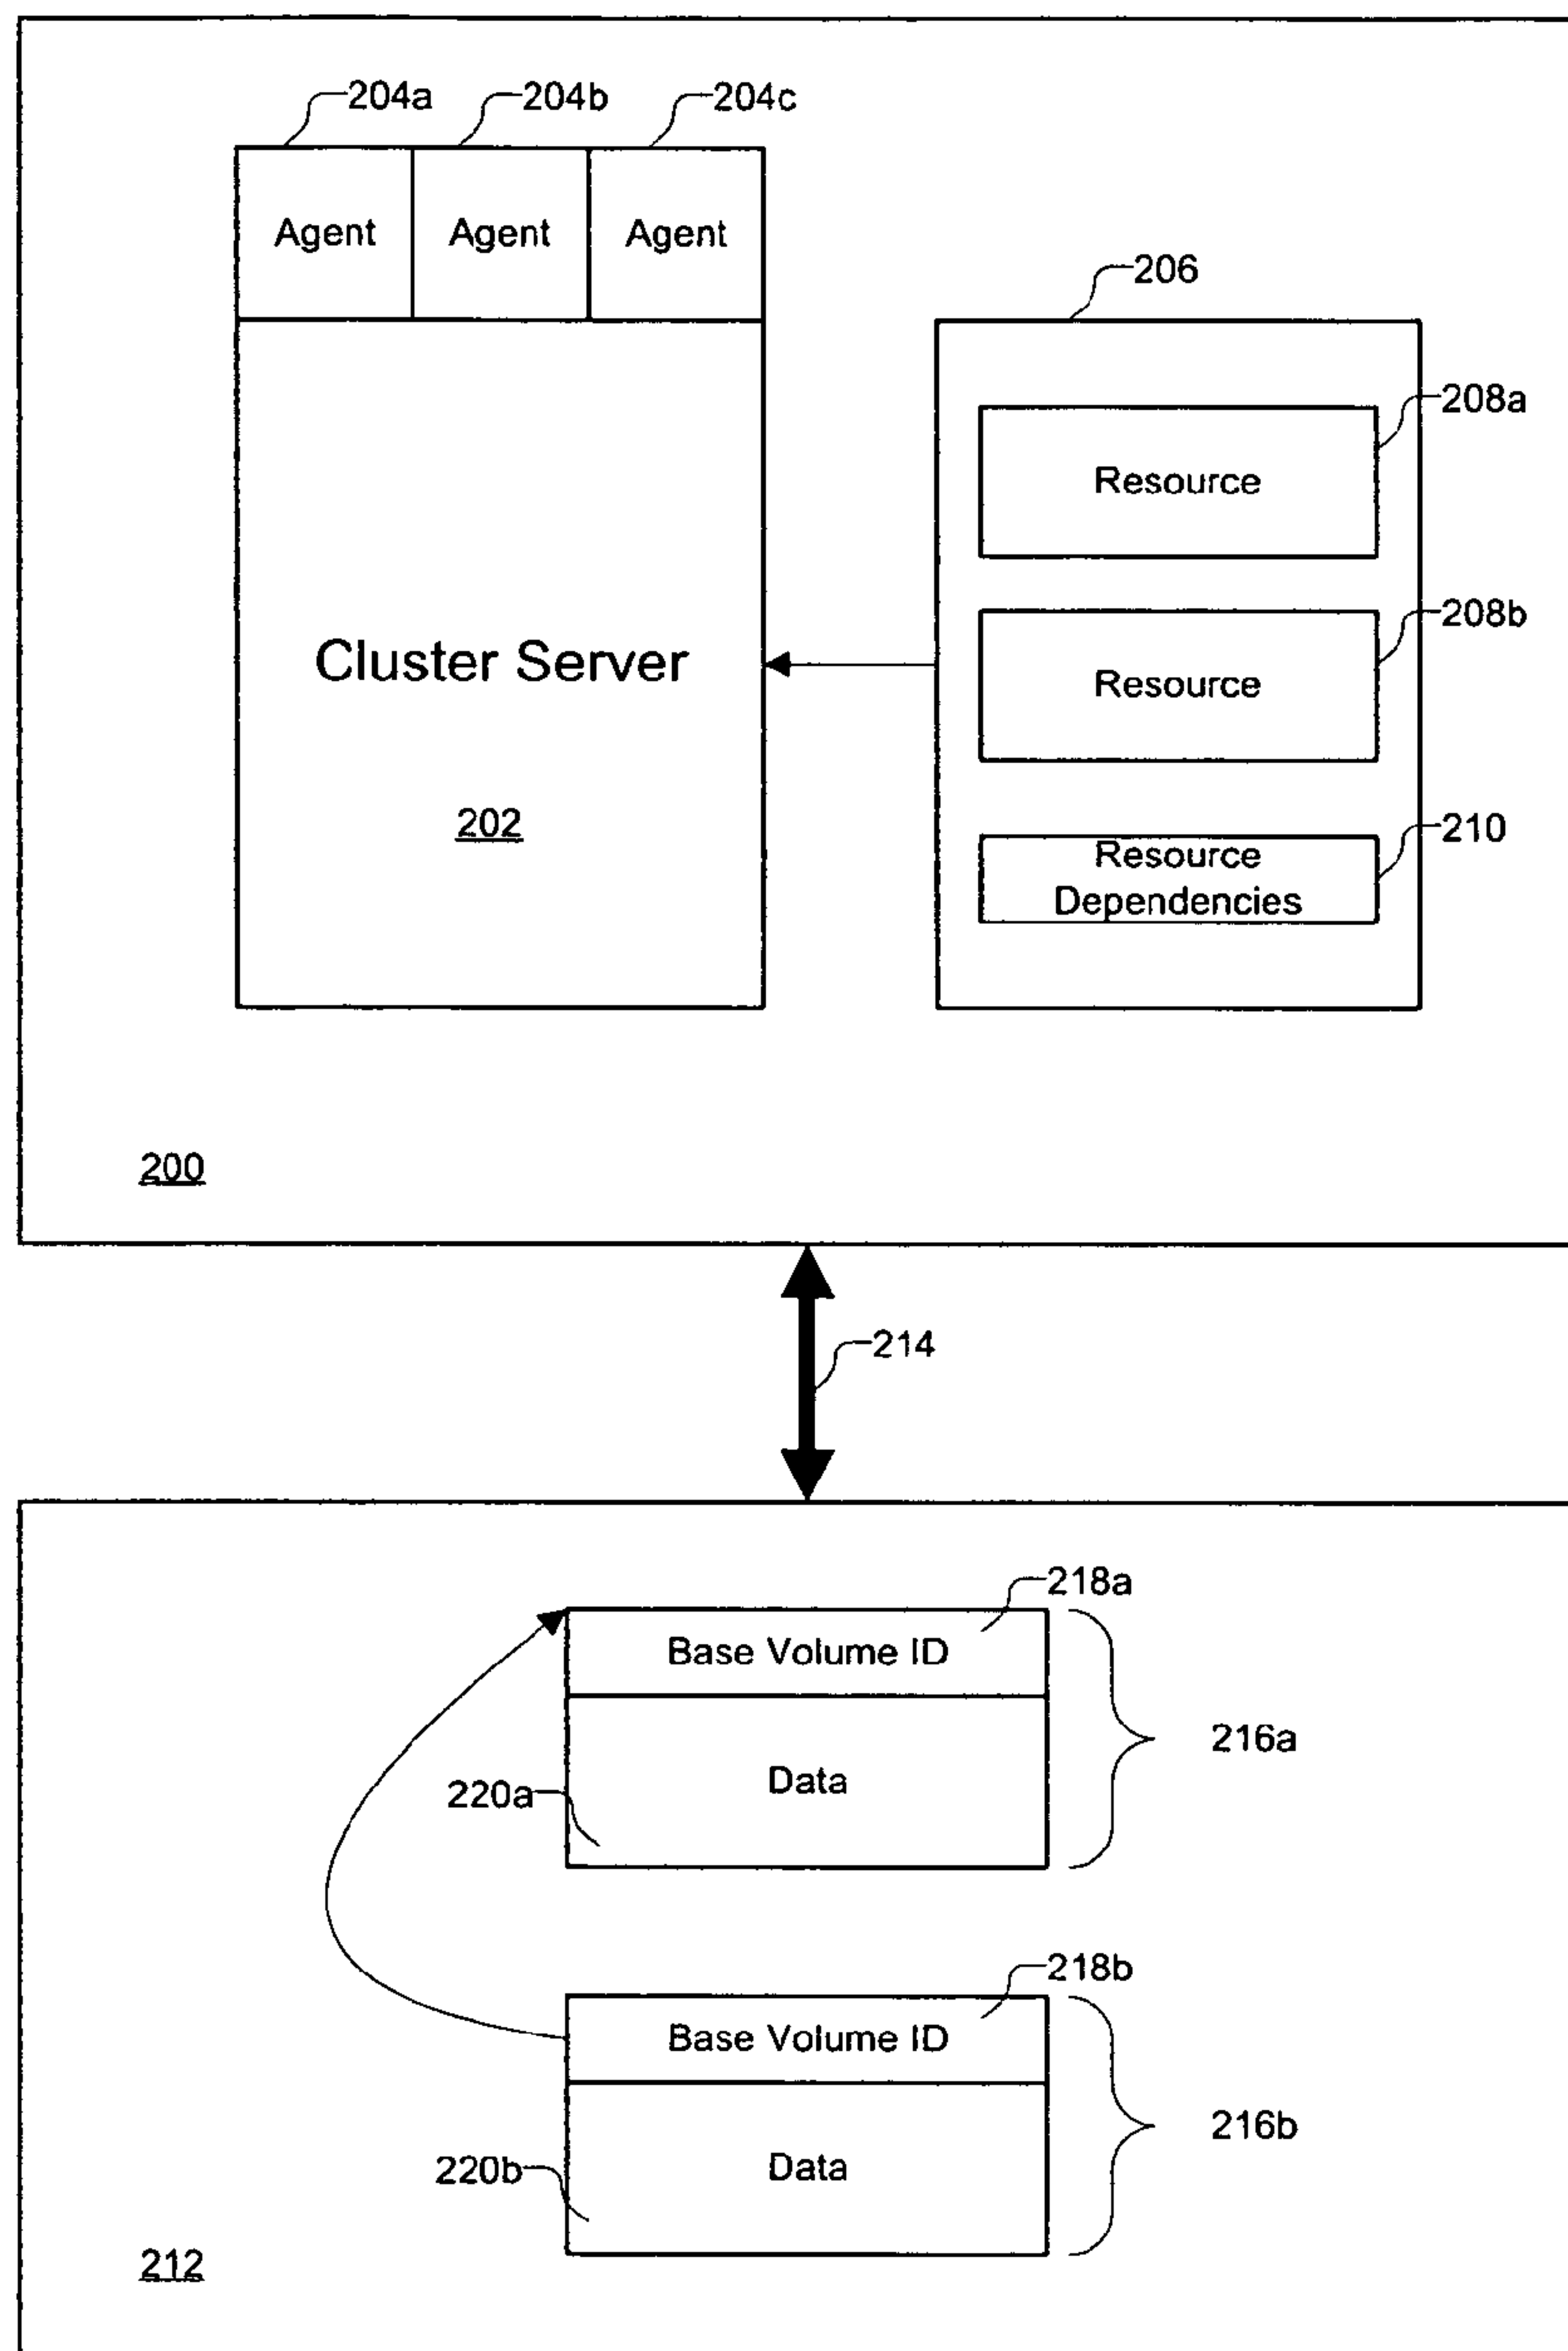 204a
204b
204c
Agent
Agent
Agent
206
208a
Resource
208b
Resource
Cluster Server
202
210
Resource
Dependencies
200
214
218a
Base Volume ID
216a
Data
220a
218b
Base Volume ID
216b
Data
220b
212